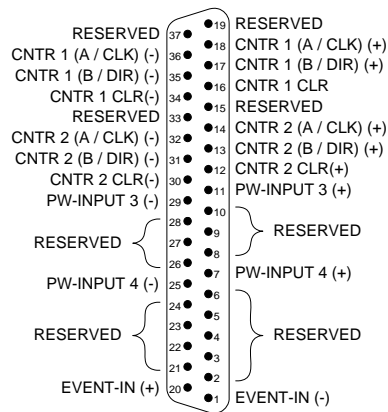 RESERVED 37 19 RESERVED
CNTR 1 (A / CLK) (-) 36 18 CNTR 1 (A / CLK) (+)
CNTR 1 (B / DIR) (-) 35 17 CNTR 1 (B / DIR) (+)
CNTR 1 CLR(-) 34 16 CNTR 1 CLR
RESERVED 33 15 RESERVED
CNTR 2 (A / CLK) (-) 32 14 CNTR 2 (A / CLK) (+)
CNTR 2 (B / DIR) (-) 31 13 CNTR 2 (B / DIR) (+)
CNTR 2 CLR(-) 30 12 CNTR 2 CLR(+)
PW-INPUT 3 (-) 29 11 PW-INPUT 3 (+)
28 10
RESERVED 27 9 RESERVED
26 8
PW-INPUT 4 (-) 25 7 PW-INPUT 4 (+)
24 6
23 5
RESERVED 22 4 RESERVED
21 3
2
EVENT-IN (+) 20 1 EVENT-IN (-)